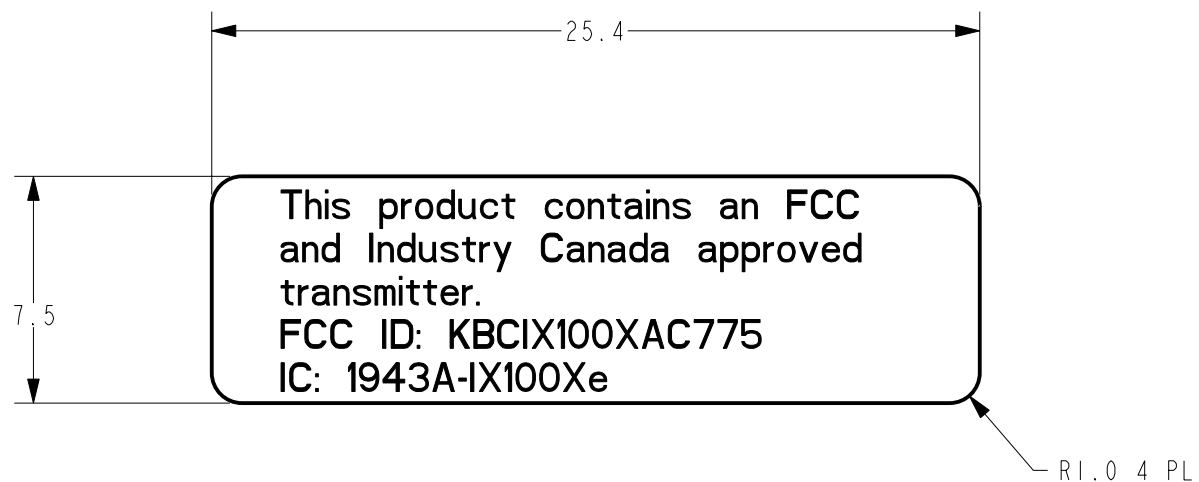 25.4
This product contains an FCC
and Industry Canada approved
transmitter.
7.5
FCC ID: KBCIX100XAC775
IC: 1943A-IX100Xe
R1.0 4 PL